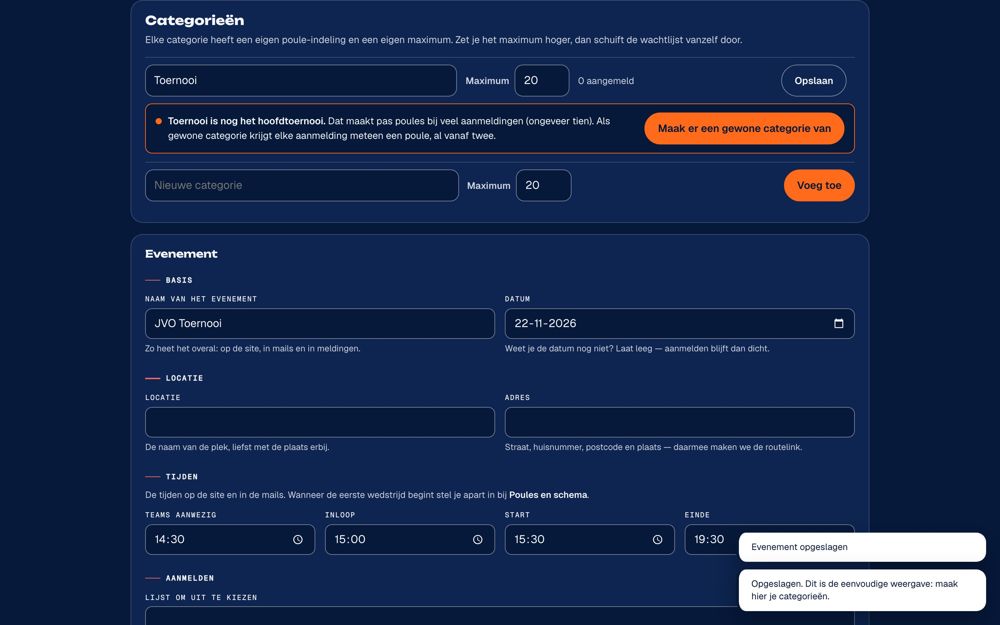 Categorieën
Elke categorie heeft een eigen poule-indeling en een eigen maximum. Zet je het maximum hoger, dan schuift de wachtlijst vanzelf door.
Toernooi
Maximum
20
0 aangemeld
Opslaan
Toernooi is nog het hoofdtoernooi. Dat maakt pas poules bij veel aanmeldingen (ongeveer tien). Als
gewone categorie krijgt elke aanmelding meteen een poule, al vanaf twee.
Maak er een gewone categorie van
Nieuwe categorie
Maximum
20
Voeg toe
Evenement
BASIS
NAAM VAN HET EVENEMENT
JVO Toernooi
Zo heet het overal: op de site, in mails en in meldingen.
DATUM
22-11-2026
Weet je de datum nog niet? Laat leeg — aanmelden blijft dan dicht.
LOCATIE
LOCATIE
De naam van de plek, liefst met de plaats erbij.
ADRES
Straat, huisnummer, postcode en plaats — daarmee maken we de routelink.
TIJDEN
De tijden op de site en in de mails. Wanneer de eerste wedstrijd begint stel je apart in bij Poules en schema.
TEAMS AANWEZIG
14:30
INLOOP
15:00
START
15:30
EINDE
19:30
AANMELDEN
LIJST OM UIT TE KIEZEN
Evenement opgeslagen
Opgeslagen. Dit is de eenvoudige weergave: maak
hier je categorieën.